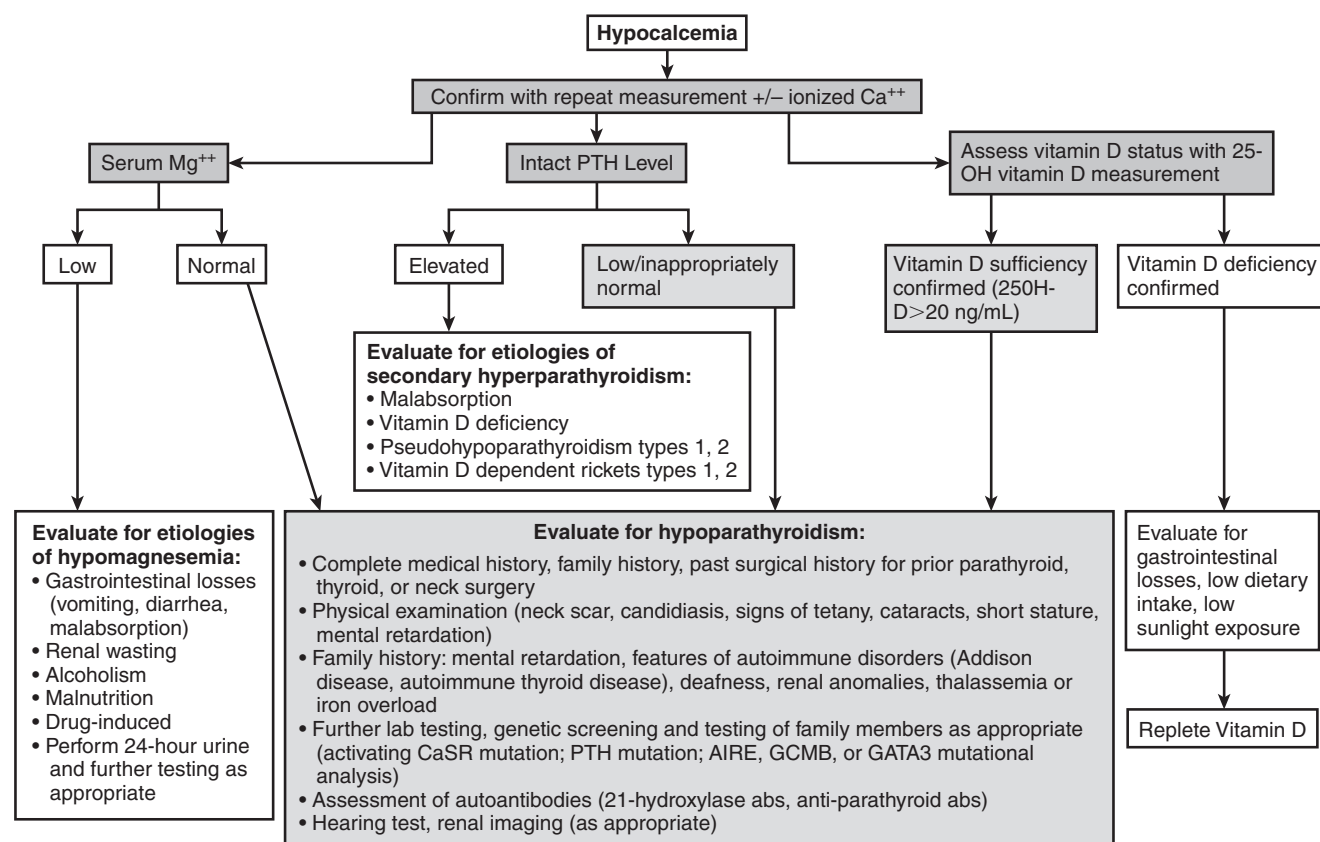 Hypocalcemia
Confirm with repeat measurement +/– ionized Ca++
Serum Mg++
Intact PTH Level
Assess vitamin D status with 25-
OH vitamin D measurement
Low
Normal
Elevated
Low/inappropriately
normal
Vitamin D sufficiency
confirmed (250H-
D>20 ng/mL)
Vitamin D deficiency
confirmed
Evaluate for etiologies of
secondary hyperparathyroidism:
• Malabsorption
• Vitamin D deficiency
• Pseudohypoparathyroidism types 1, 2
• Vitamin D dependent rickets types 1, 2
Evaluate for etiologies
of hypomagnesemia:
• Gastrointestinal losses
(vomiting, diarrhea,
malabsorption)
• Renal wasting
• Alcoholism
• Malnutrition
• Drug-induced
• Perform 24-hour urine
and further testing as
appropriate
Evaluate for hypoparathyroidism:
• Complete medical history, family history, past surgical history for prior parathyroid,
thyroid, or neck surgery
• Physical examination (neck scar, candidiasis, signs of tetany, cataracts, short stature,
mental retardation)
• Family history: mental retardation, features of autoimmune disorders (Addison
disease, autoimmune thyroid disease), deafness, renal anomalies, thalassemia or
iron overload
• Further lab testing, genetic screening and testing of family members as appropriate
(activating CaSR mutation; PTH mutation; AIRE, GCMB, or GATA3 mutational
analysis)
• Assessment of autoantibodies (21-hydroxylase abs, anti-parathyroid abs)
• Hearing test, renal imaging (as appropriate)
Evaluate for
gastrointestinal
losses, low dietary
intake, low
sunlight exposure
Replete Vitamin D